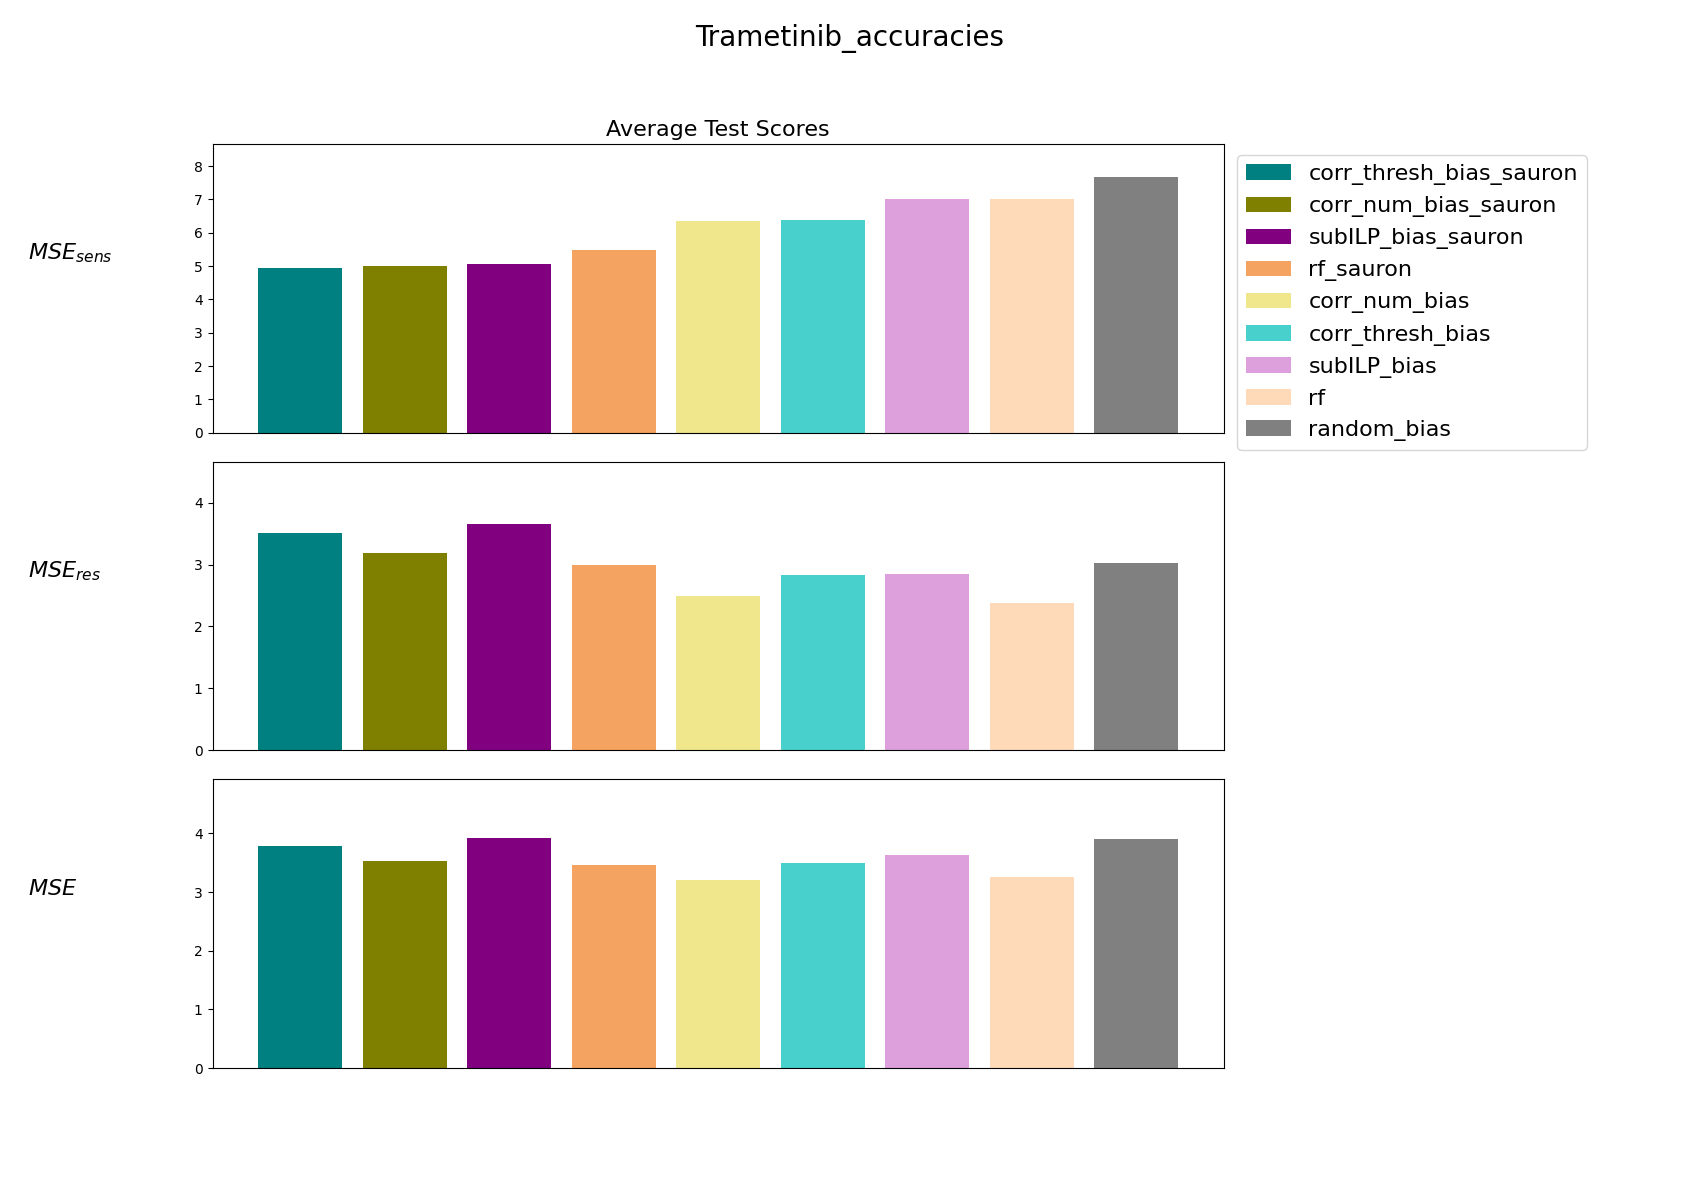 Trametinib_accuracies
Average Test Scores
MSE_sens
8
7
6
5
4
3
2
1
0
corr_thresh_bias_sauron
corr_num_bias_sauron
subILP_bias_sauron
rf_sauron
corr_num_bias
corr_thresh_bias
subILP_bias
rf
random_bias
MSE_res
4
3
2
1
0
MSE
4
3
2
1
0